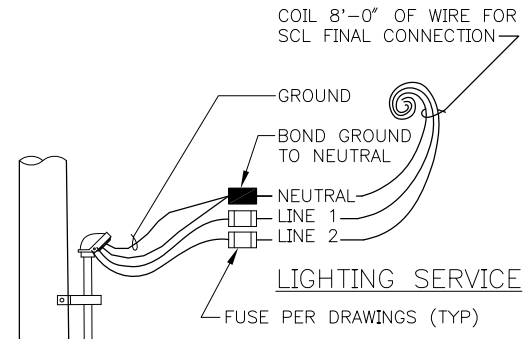 COIL 8'-0" OF WIRE FOR
SCL FINAL CONNECTION
GROUND
BOND GROUND
TO NEUTRAL
NEUTRAL
LINE 1
LINE 2
LIGHTING SERVICE
FUSE PER DRAWINGS (TYP)